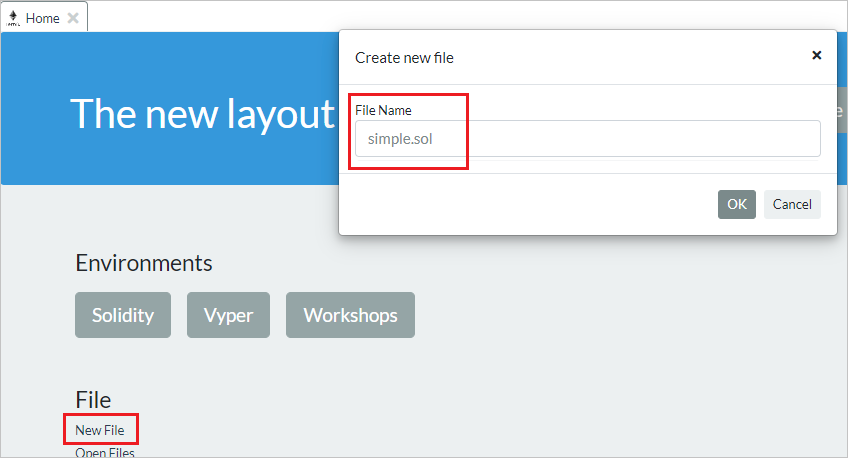 Home
The new layout
e
Create new file
File Name
simple.sol
OK Cancel
Environments
Solidity Vyper Workshops
File
New File
Open Files